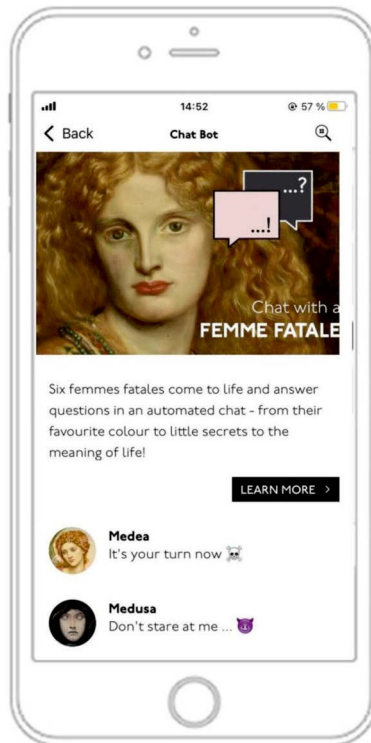 14:52
57 %
Back
Chat Bot
...?
...!
Chat with a
FEMME FATALE
Six femmes fatales come to life and answer
questions in an automated chat - from their
favourite colour to little secrets to the
meaning of life!
LEARN MORE >
Medea
It's your turn now ☠️
Medusa
Don't stare at me ... 😈